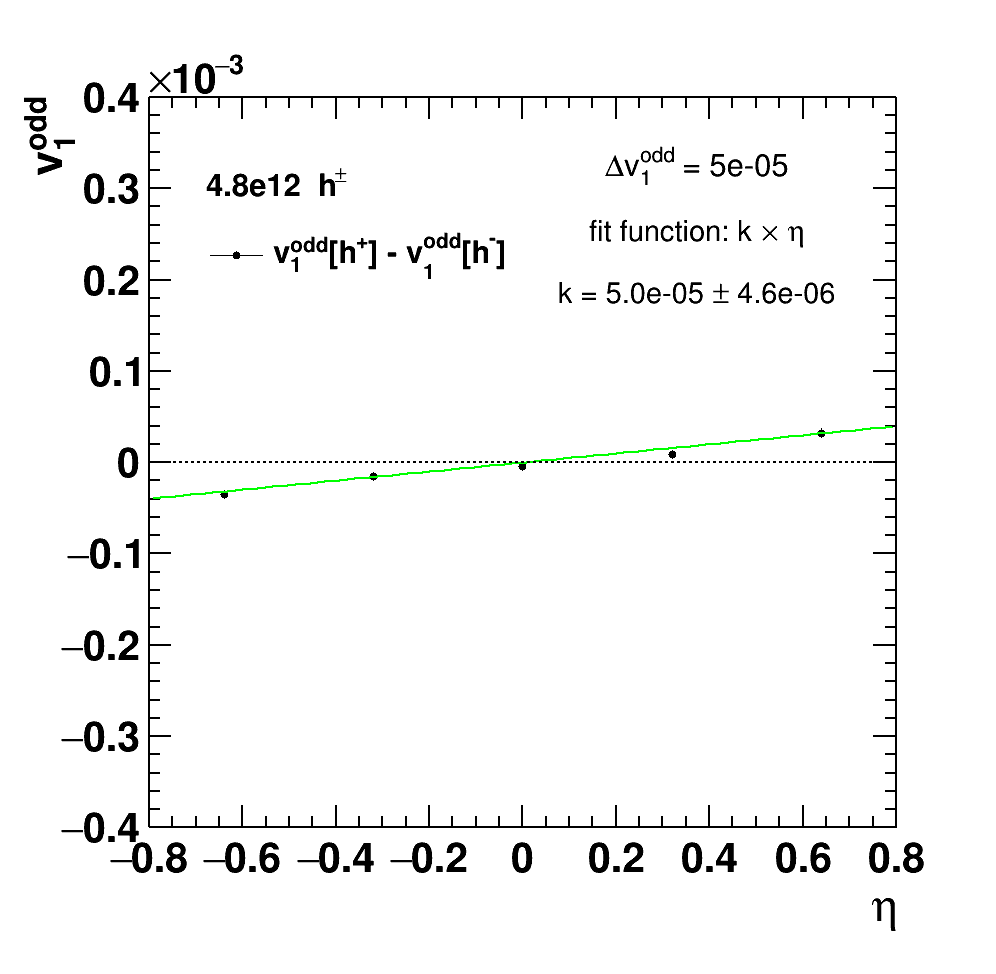 ×10⁻³
v₁ᵒᵈᵈ
0.4
0.3
0.2
0.1
0
−0.1
−0.2
−0.3
−0.4
4.8e12 h±
v₁ᵒᵈᵈ[h⁺] - v₁ᵒᵈᵈ[h⁻]
Δv₁ᵒᵈᵈ = 5e-05
fit function: k × η
k = 5.0e-05 ± 4.6e-06
−0.8 −0.6 −0.4 −0.2 0 0.2 0.4 0.6 0.8
η